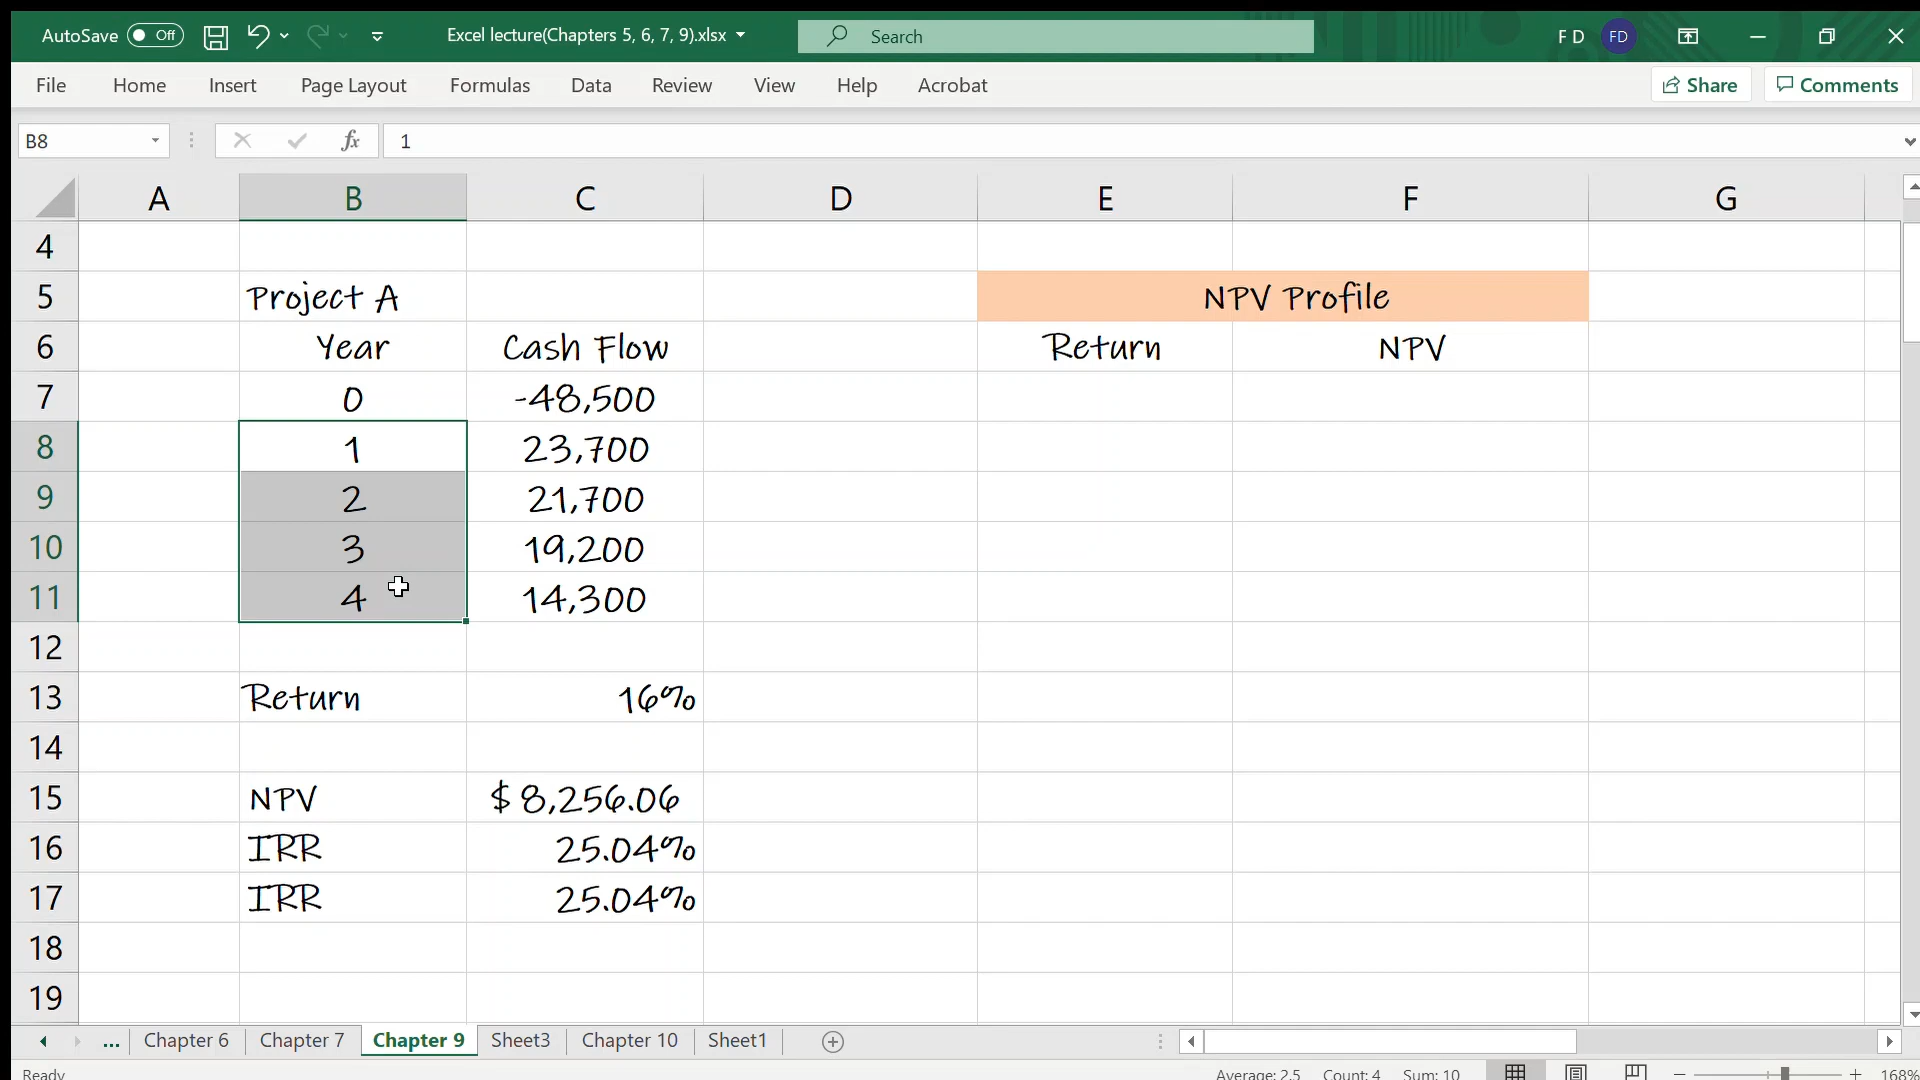 AutoSave Off Excel lecture(Chapters 5, 6, 7, 9).xlsx Search F D FD
File Home Insert Page Layout Formulas Data Review View Help Acrobat Share Comments
B8 fx 1
A B C D E F G
4
5 Project A NPV Profile
6 Year Cash Flow Return NPV
7 0 -48,500
8 1 23,700
9 2 21,700
10 3 19,200
11 4 14,300
12
13 Return 16%
14
15 NPV $ 8,256.06
16 IRR 25.04%
17 IRR 25.04%
18
19
... Chapter 6 Chapter 7 Chapter 9 Sheet3 Chapter 10 Sheet1
Ready Average: 2.5 Count: 4 Sum: 10 168%